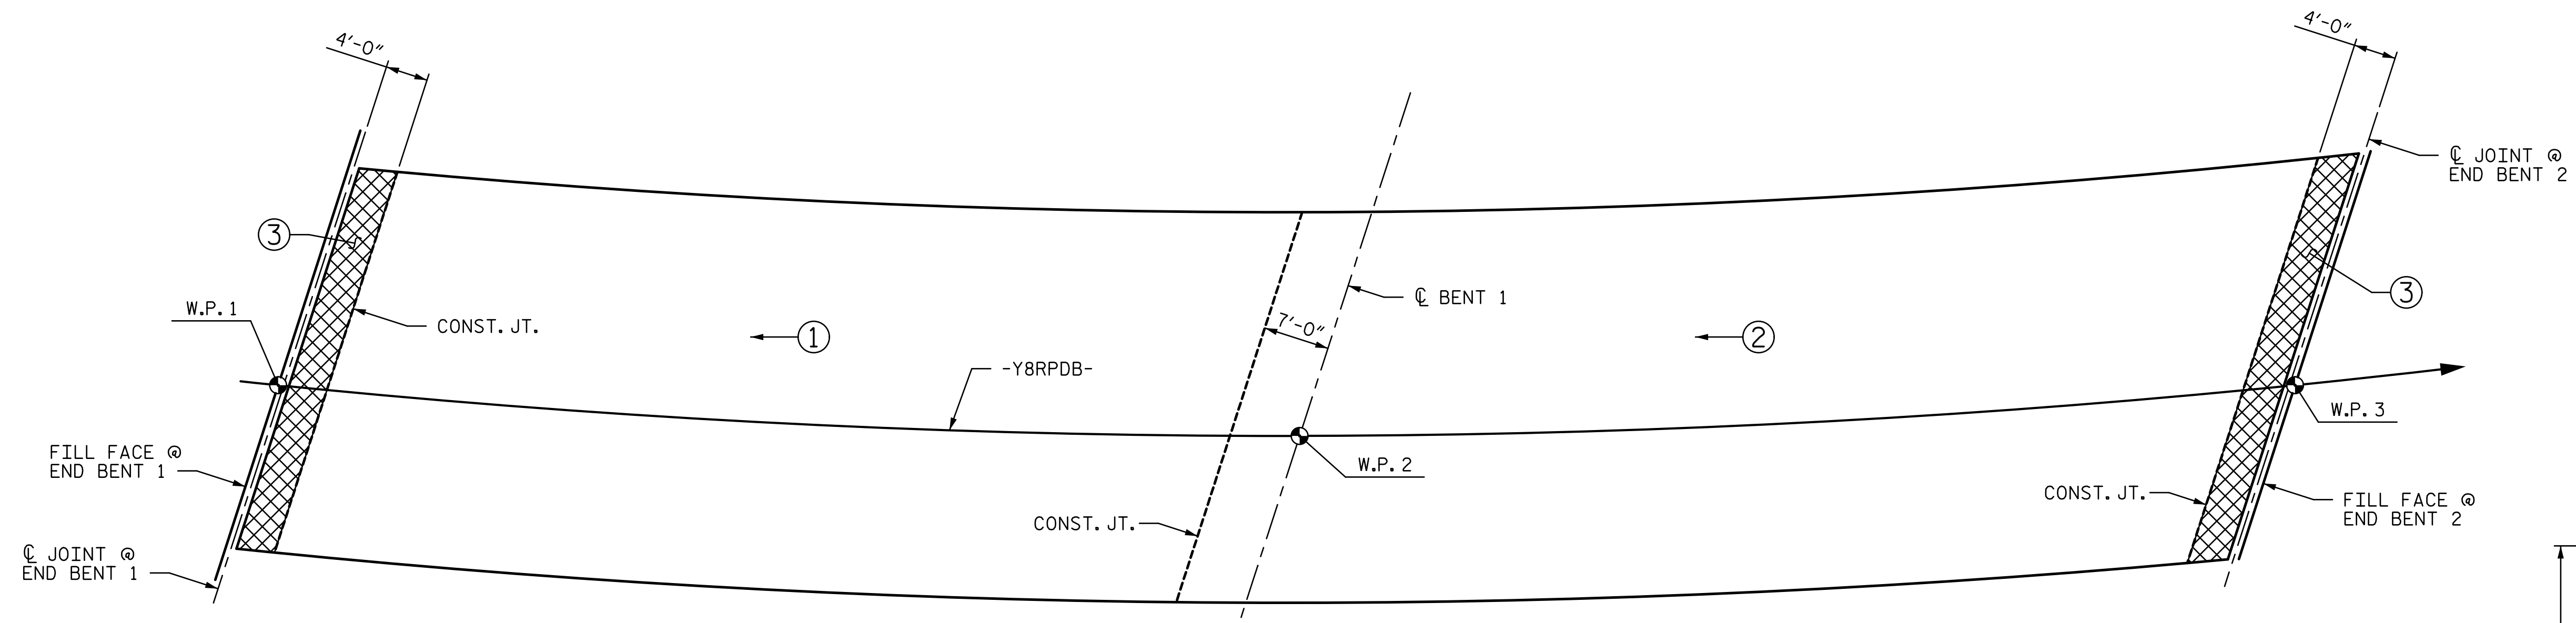 4'-0"
4'-0"
℄ JOINT @
END BENT 2
3
W.P. 1
CONST. JT.
1
℄ BENT 1
7'-0"
2
3
-Y8RPDB-
W.P. 3
FILL FACE @
END BENT 1
W.P. 2
CONST. JT.
CONST. JT.
FILL FACE @
END BENT 2
℄ JOINT @
END BENT 1